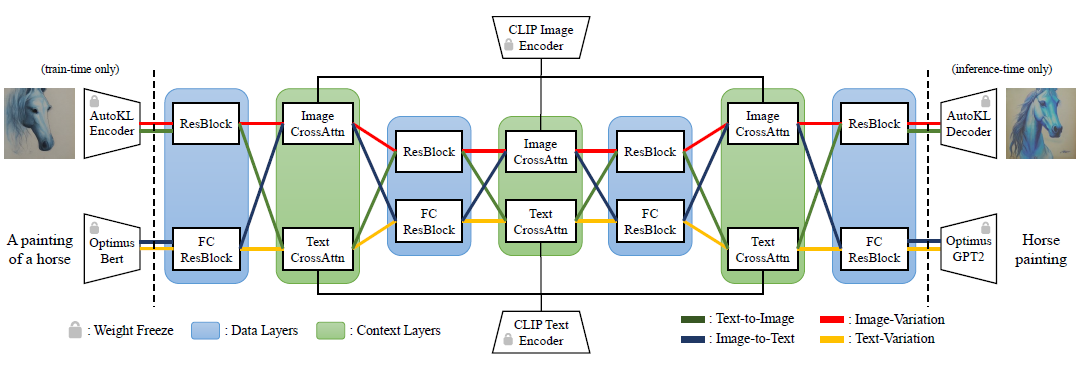 CLIP Image
Encoder
(train-time only)
(inference-time only)
AutoKL
Encoder
ResBlock
Image
CrossAttn
ResBlock
Image
CrossAttn
ResBlock
Image
CrossAttn
ResBlock
AutoKL
Decoder
A painting
of a horse
Optimus
Bert
FC
ResBlock
Text
CrossAttn
FC
ResBlock
Text
CrossAttn
FC
ResBlock
Text
CrossAttn
FC
ResBlock
Optimus
GPT2
Horse
painting
CLIP Text
Encoder
: Weight Freeze
: Data Layers
: Context Layers
: Text-to-Image
: Image-Variation
: Image-to-Text
: Text-Variation